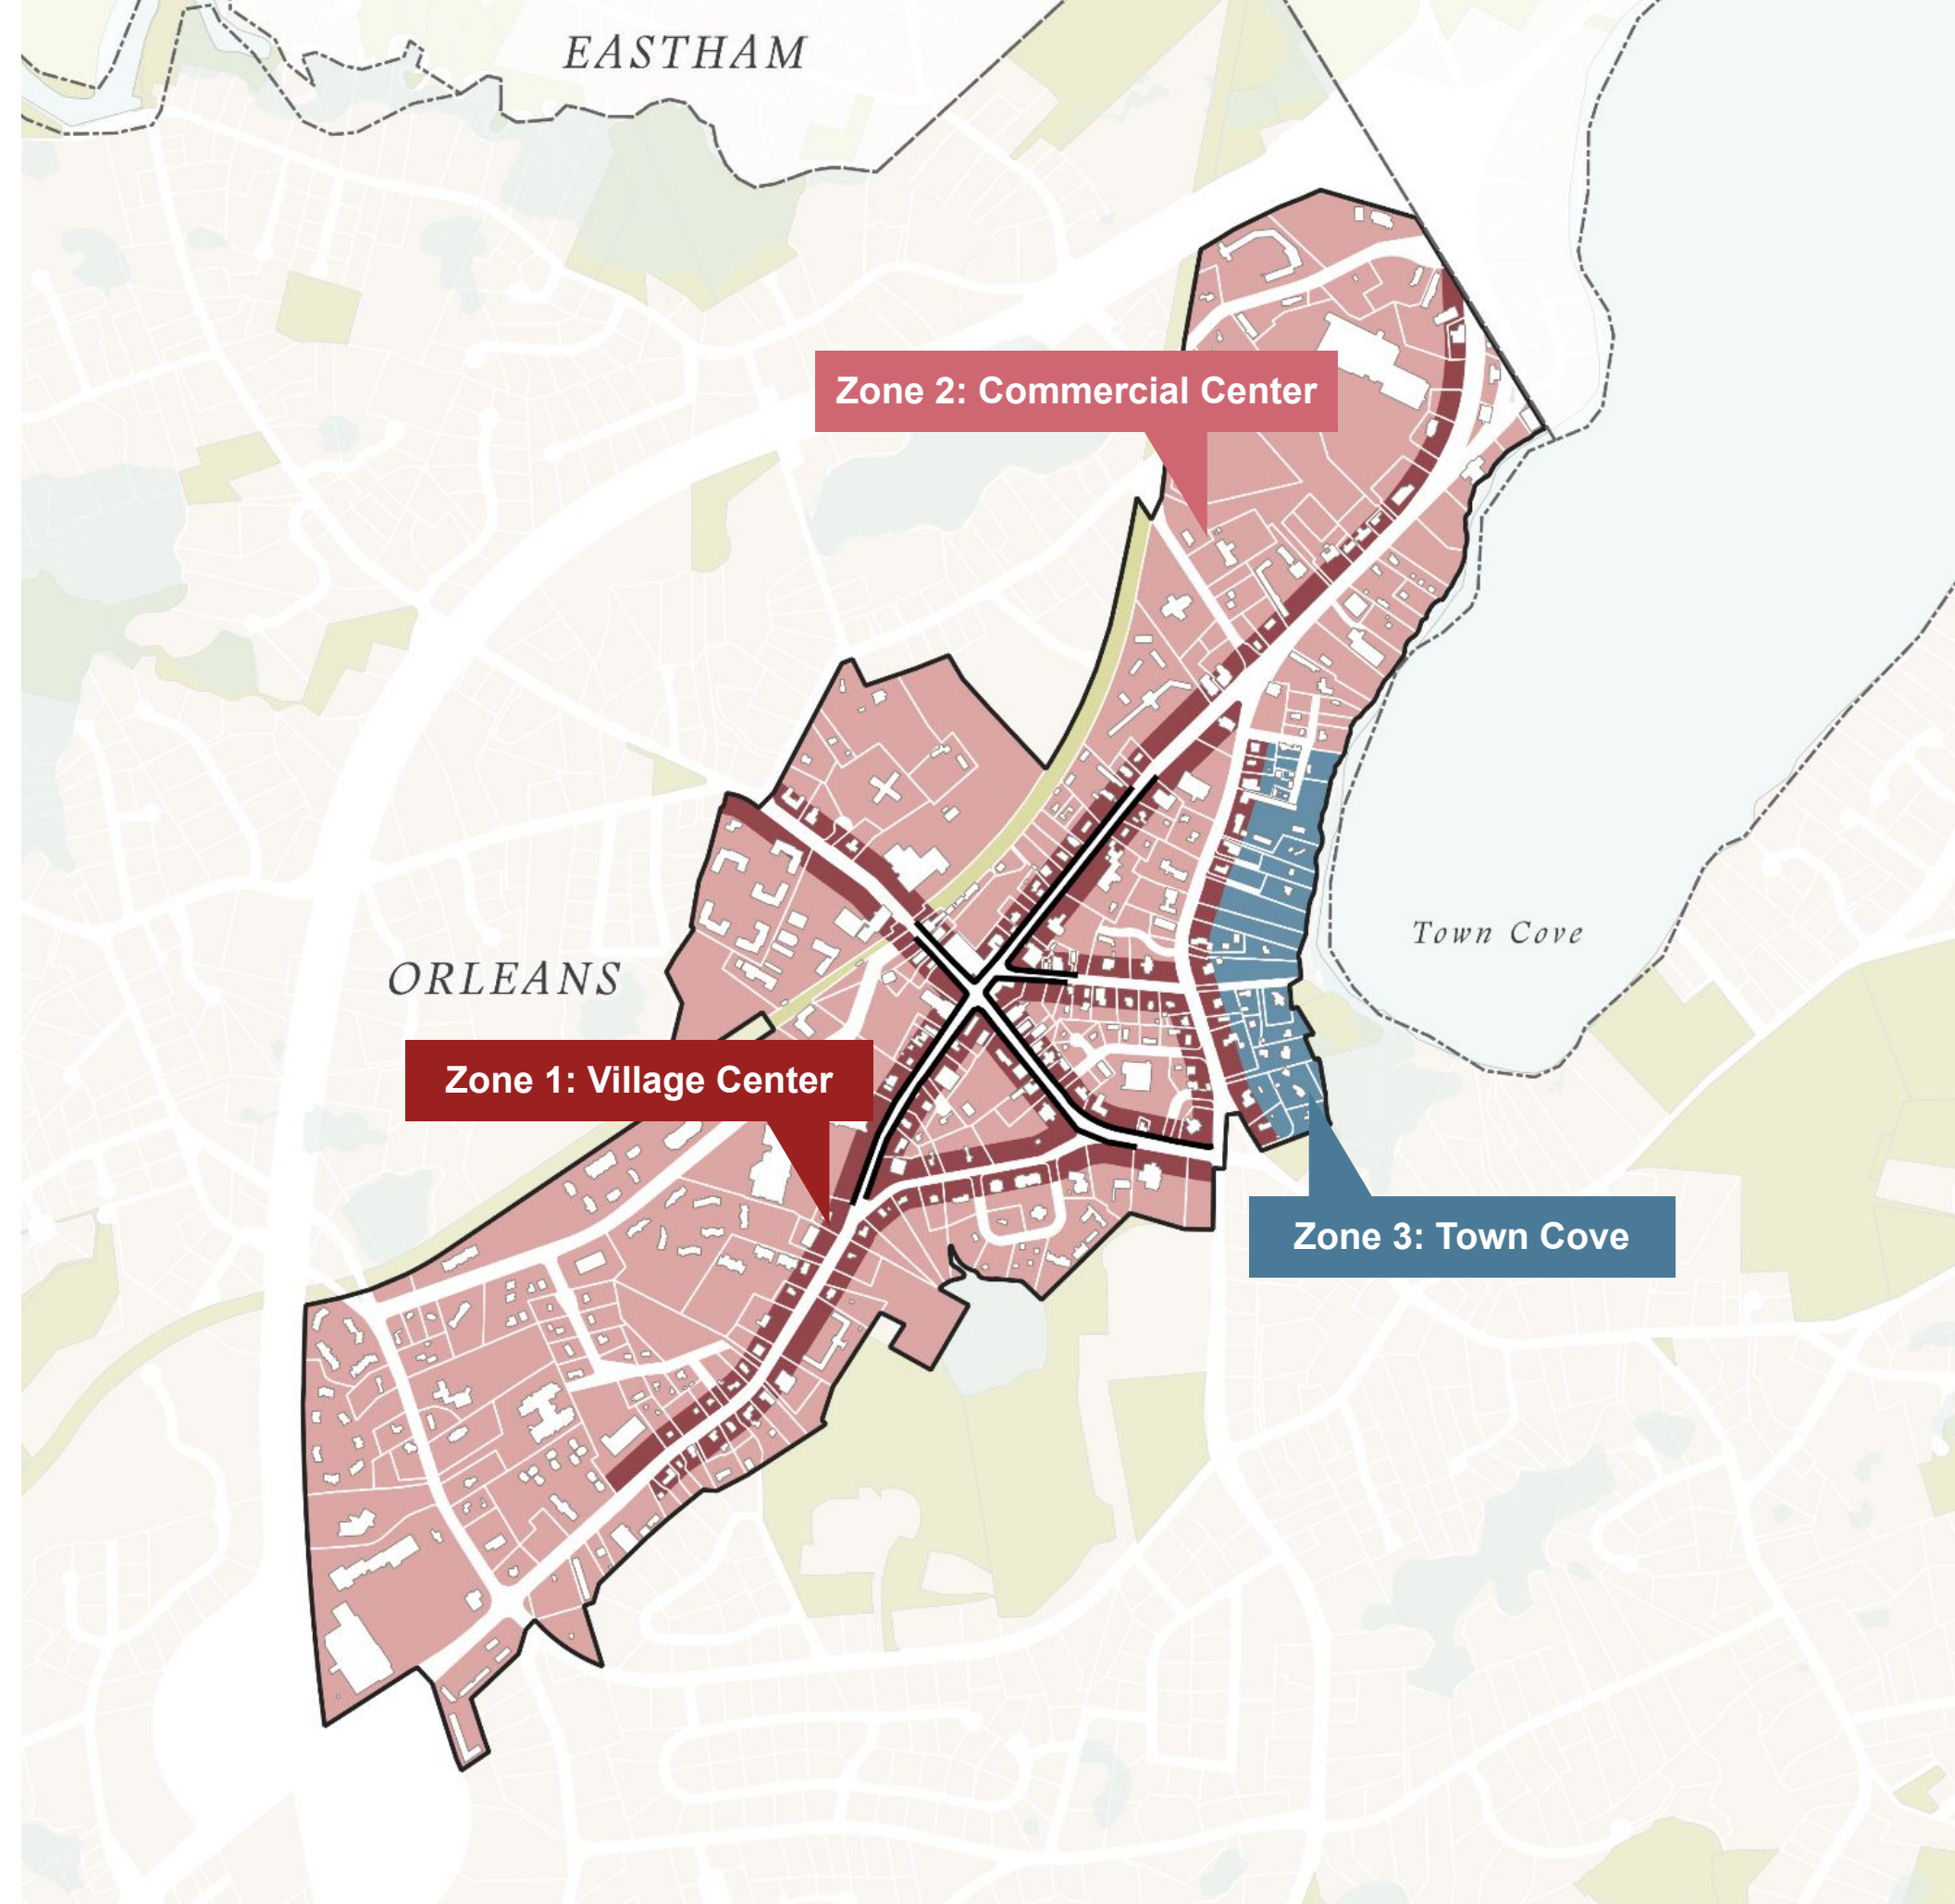 EASTHAM
Zone 2: Commercial Center
Town Cove
ORLEANS
Zone 1: Village Center
Zone 3: Town Cove